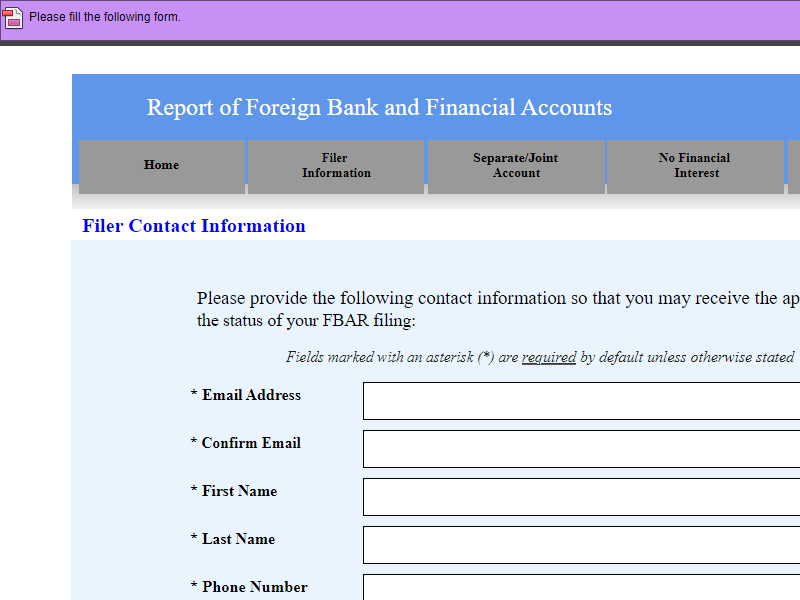 Please fill the following form.
Report of Foreign Bank and Financial Accounts
Home
Filer
Information
Separate/Joint
Account
No Financial
Interest
Filer Contact Information
Please provide the following contact information so that you may receive the ap
the status of your FBAR filing:
Fields marked with an asterisk (*) are required by default unless otherwise stated
* Email Address
* Confirm Email
* First Name
* Last Name
* Phone Number